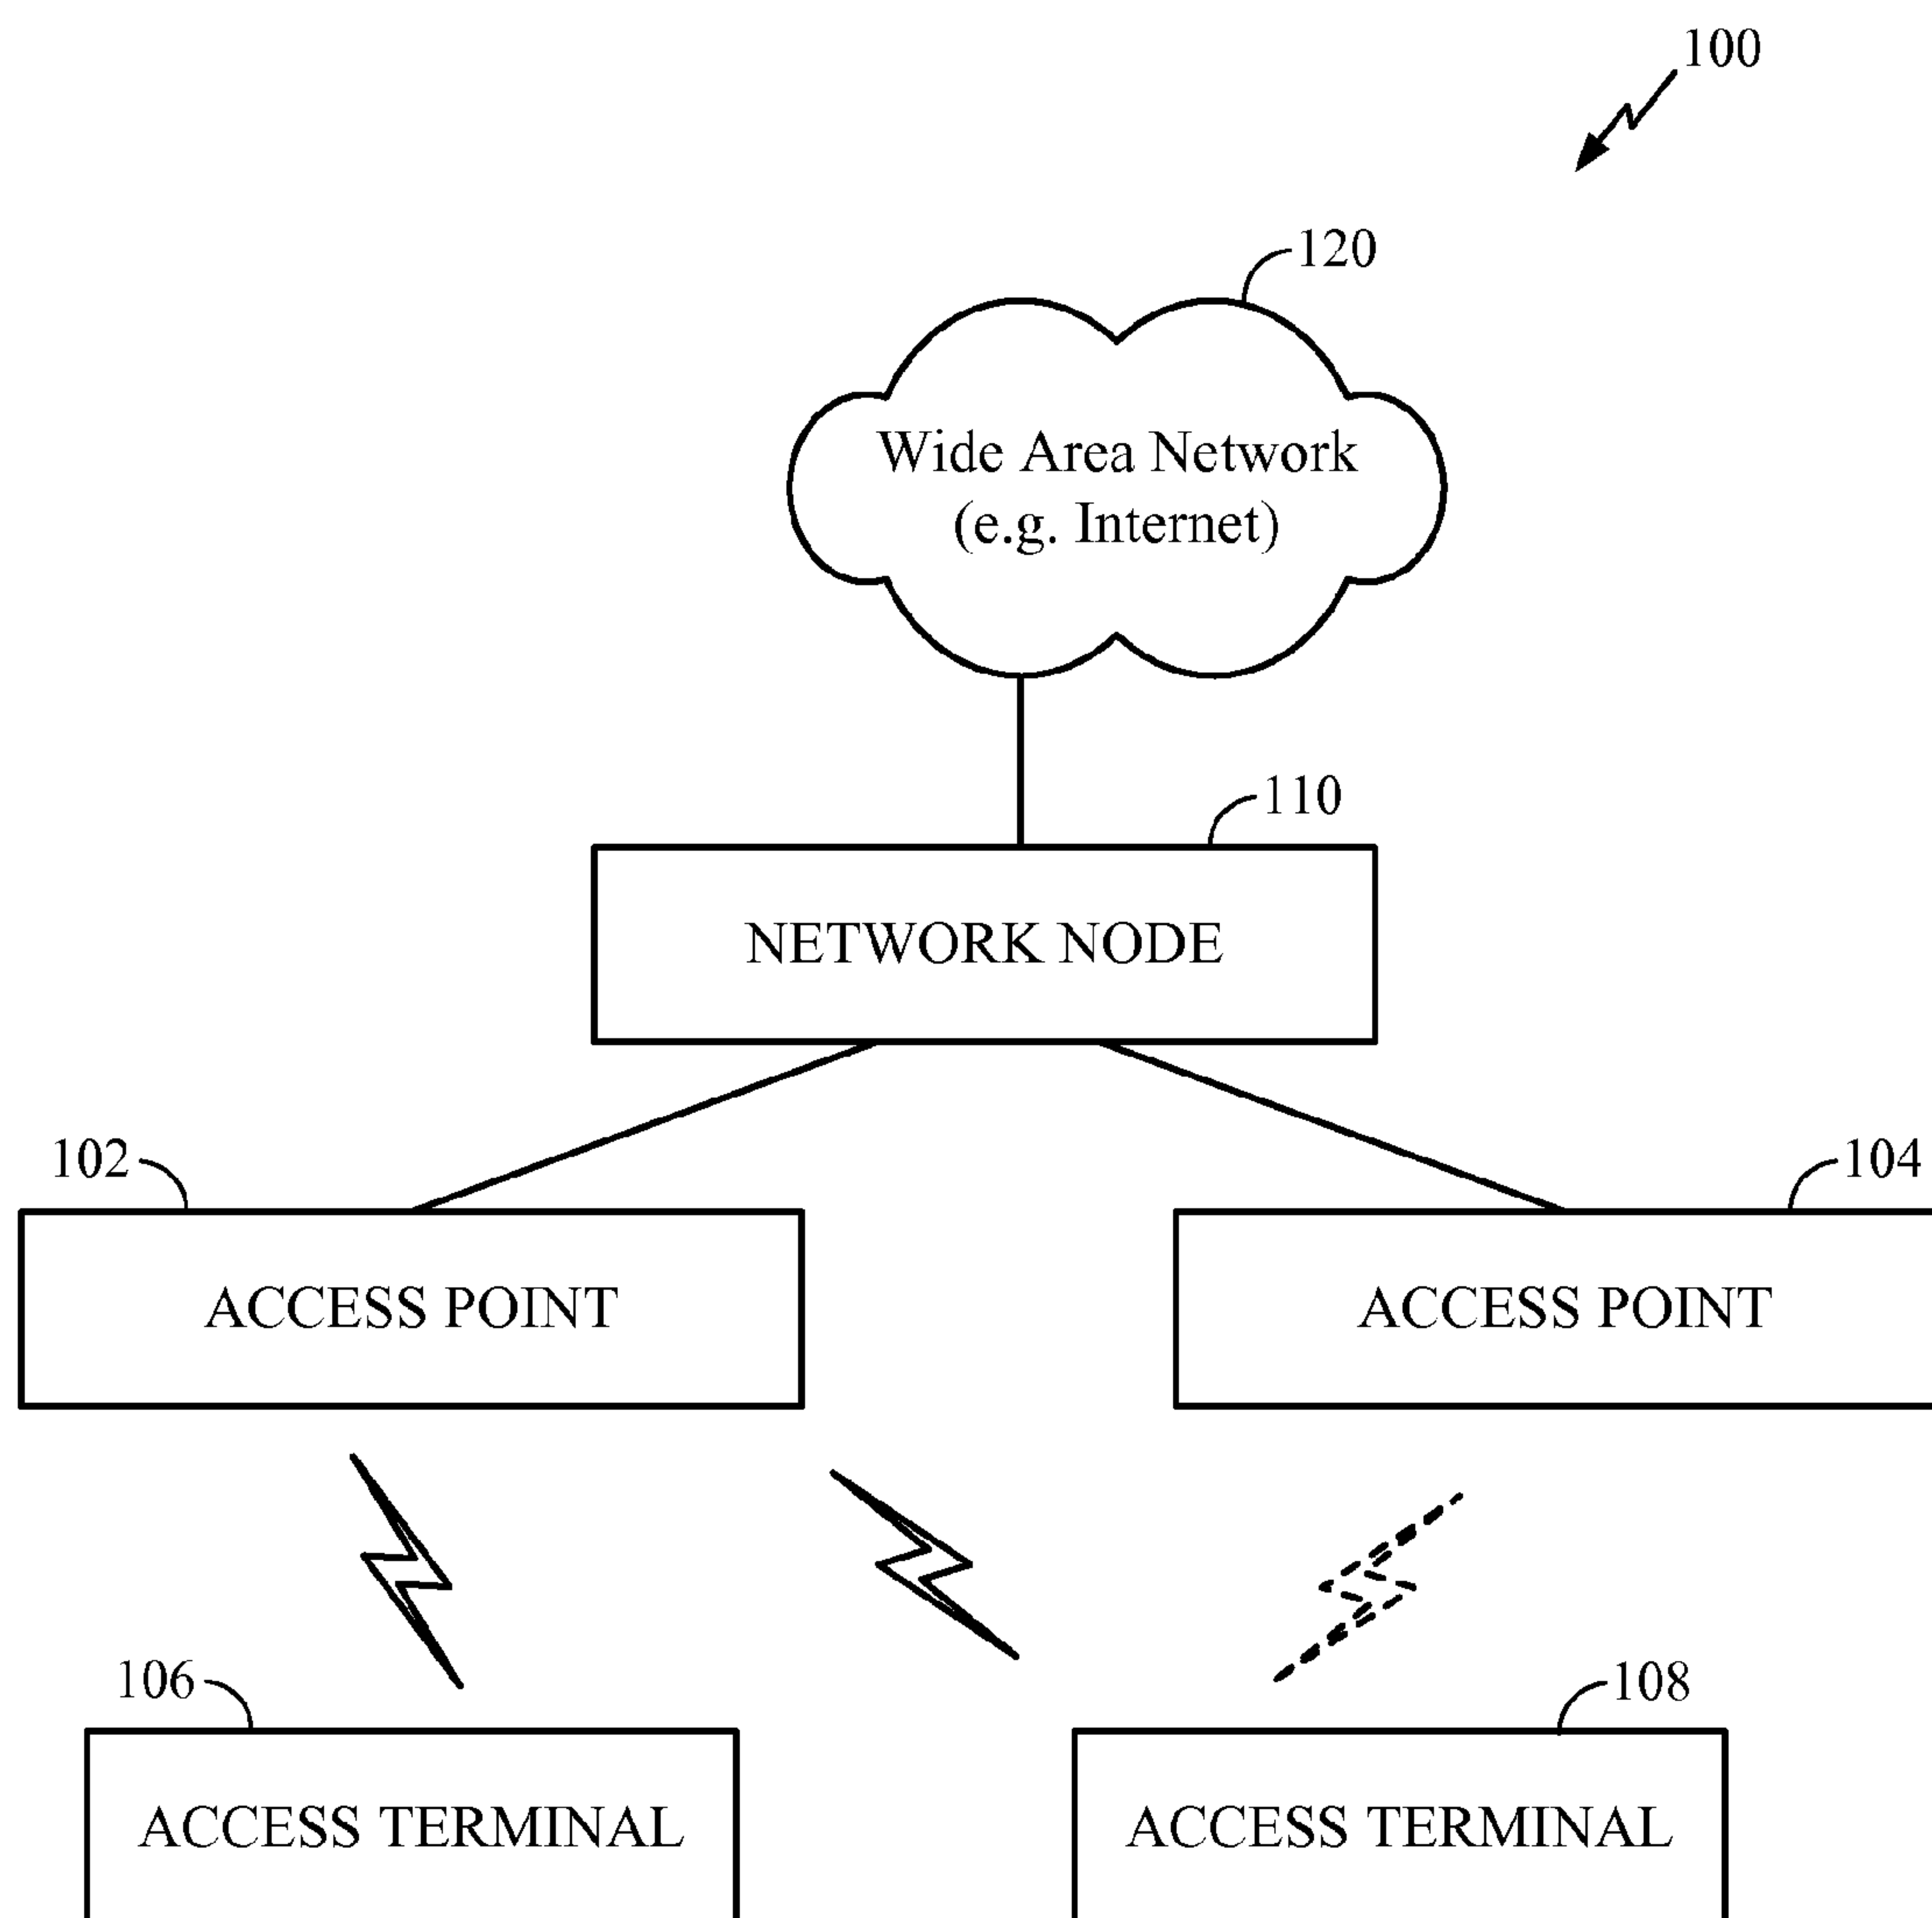 100
120
Wide Area Network
(e.g. Internet)
110
NETWORK NODE
102
104
ACCESS POINT
ACCESS POINT
106
108
ACCESS TERMINAL
ACCESS TERMINAL